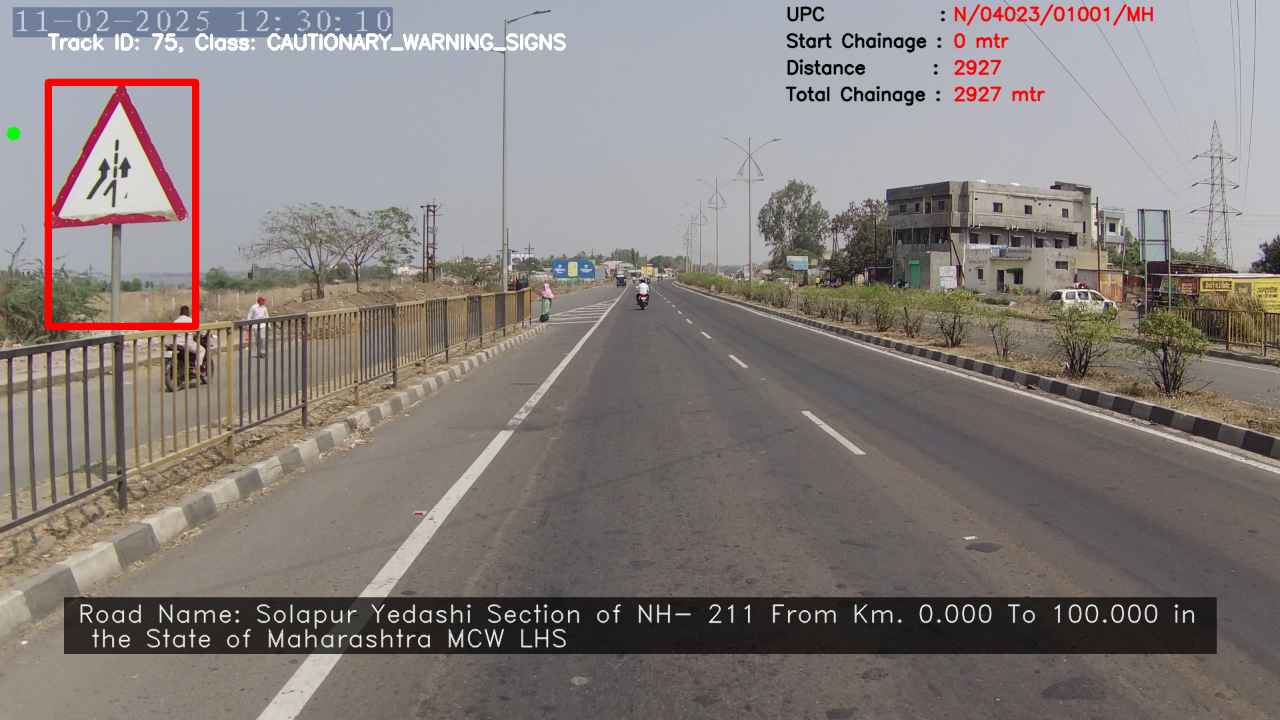 11-02-2025 12:30:10
Track ID: 75, Class: CAUTIONARY_WARNING_SIGNS
UPC : N/04023/01001/MH
Start Chainage : 0 mtr
Distance : 2927
Total Chainage : 2927 mtr
Road Name: Solapur Yedashi Section of NH- 211 From Km. 0.000 To 100.000 in
the State of Maharashtra MCW LHS